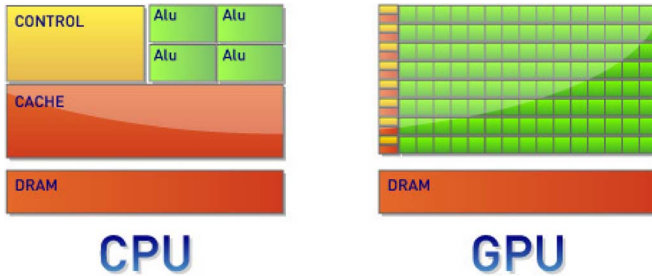 CONTROL
Alu Alu
Alu Alu
CACHE
DRAM
CPU
DRAM
GPU